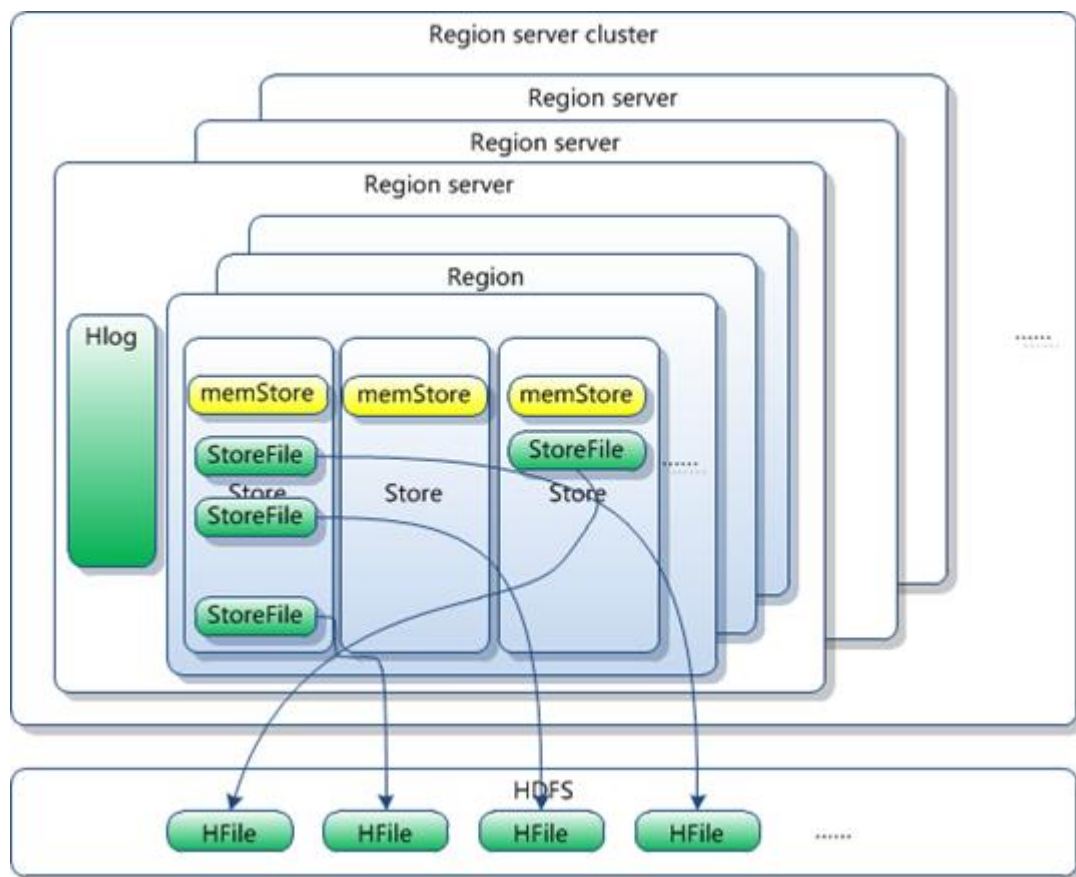 Region server cluster
Region server
Region server
Region server
Region
Hlog
memStore
memStore
memStore
StoreFile
StoreFile
Store
Store
Store
StoreFile
StoreFile
......
......
HDFS
HFile
HFile
HFile
HFile
......